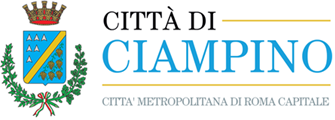 CITTÀ DI
CIAMPINO
CITTA' METROPOLITANA DI ROMA CAPITALE